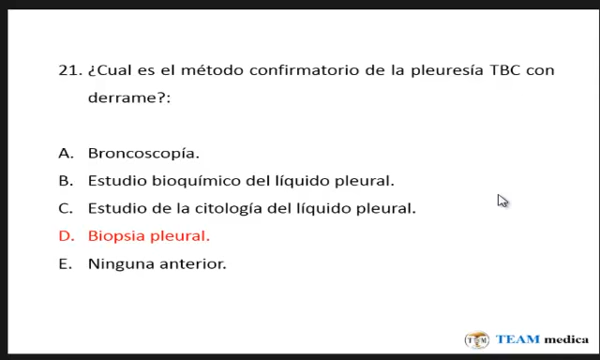 21. ¿Cual es el método confirmatorio de la pleuresía TBC con
derrame?:
A. Broncoscopía.
B. Estudio bioquímico del líquido pleural.
C. Estudio de la citología del líquido pleural.
D. Biopsia pleural.
E. Ninguna anterior.
TEAM medica